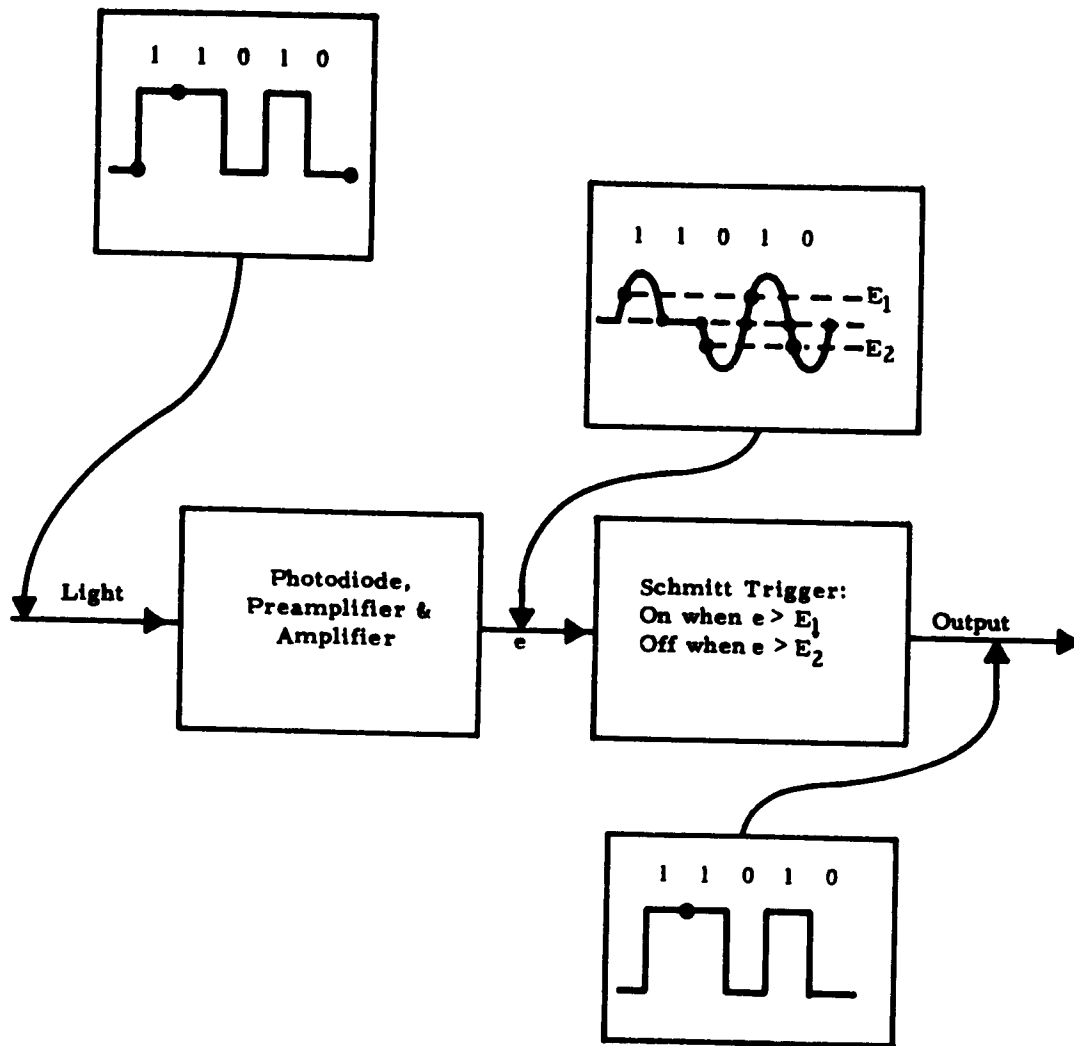 1 1 0 1 0
1 1 0 1 0
E1
E2
Light
Photodiode,
Preamplifier &
Amplifier
e
Schmitt Trigger:
On when e > E1
Off when e > E2
Output
1 1 0 1 0